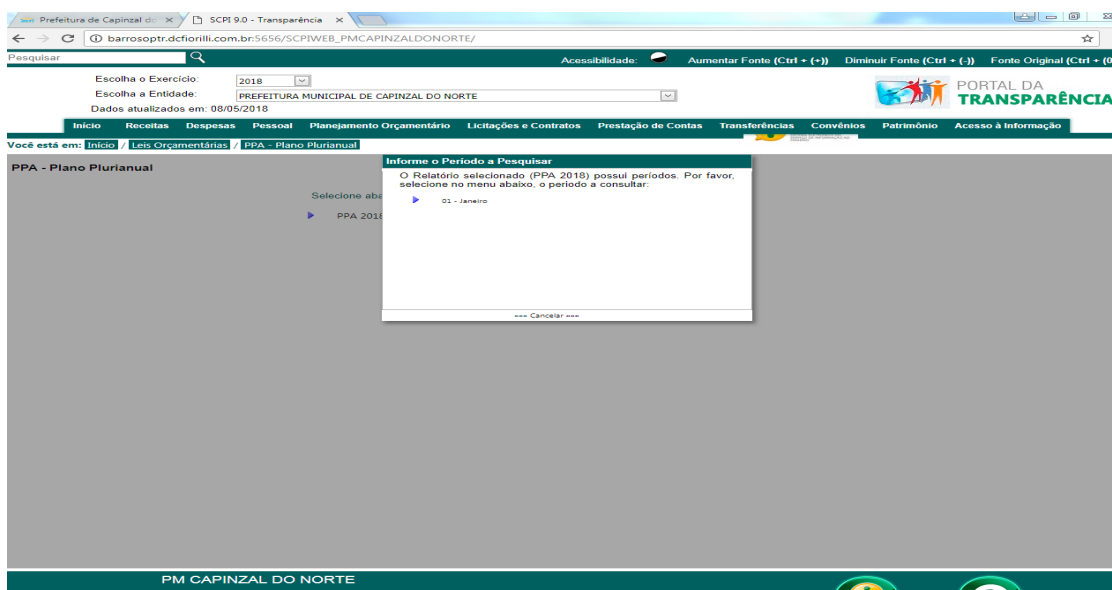 Prefeitura de Capinzal do
SCPI 9.0 - Transparência
barrosoptr.dcfiorilli.com.br:5656/SCPIWEB_PMCAPINZALDONORTE/
Pesquisar
Acessibilidade: Aumentar Fonte (Ctrl + (+)) Diminuir Fonte (Ctrl + (-)) Fonte Original (Ctrl + (0
Escolha o Exercício: 2018
Escolha a Entidade: PREFEITURA MUNICIPAL DE CAPINZAL DO NORTE
Dados atualizados em: 08/05/2018
PORTAL DA
TRANSPARÊNCIA
Início Receitas Despesas Pessoal Planejamento Orçamentário Licitações e Contratos Prestação de Contas Transferências Convênios Patrimônio Acesso à Informação
Você está em: Início / Leis Orçamentárias / PPA - Plano Plurianual
PPA - Plano Plurianual
Selecione aba
PPA 2018
Informe o Período a Pesquisar
O Relatório selecionado (PPA 2018) possui períodos. Por favor,
selecione no menu abaixo, o periodo a consultar:
01 - Janeiro
=== Cancelar ===
PM CAPINZAL DO NORTE